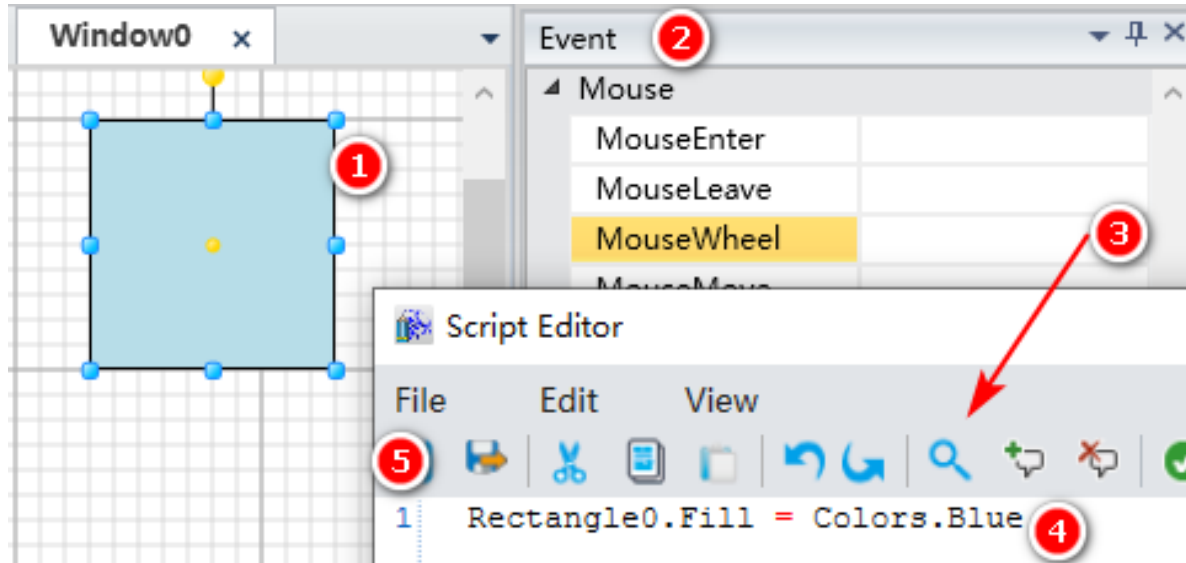 Window0 x
Event 2
Mouse
1
MouseEnter
MouseLeave
MouseWheel
3
MouseMove
Script Editor
File Edit View
5
1 Rectangle0.Fill = Colors.Blue
4